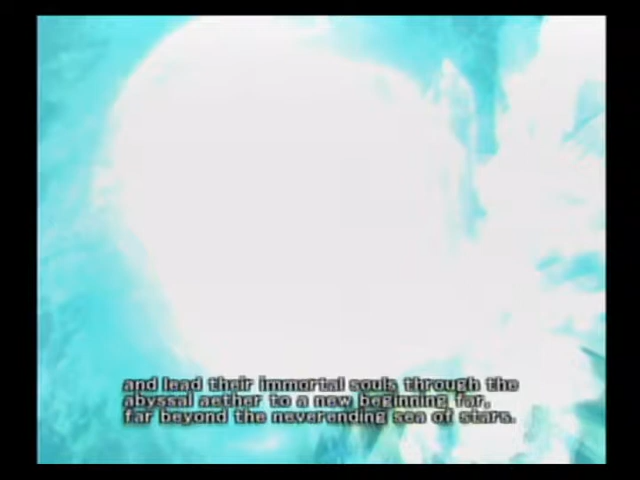 and lead their immortal souls through the
abyssal aether to a new beginning far,
far beyond the neverending sea of stars.